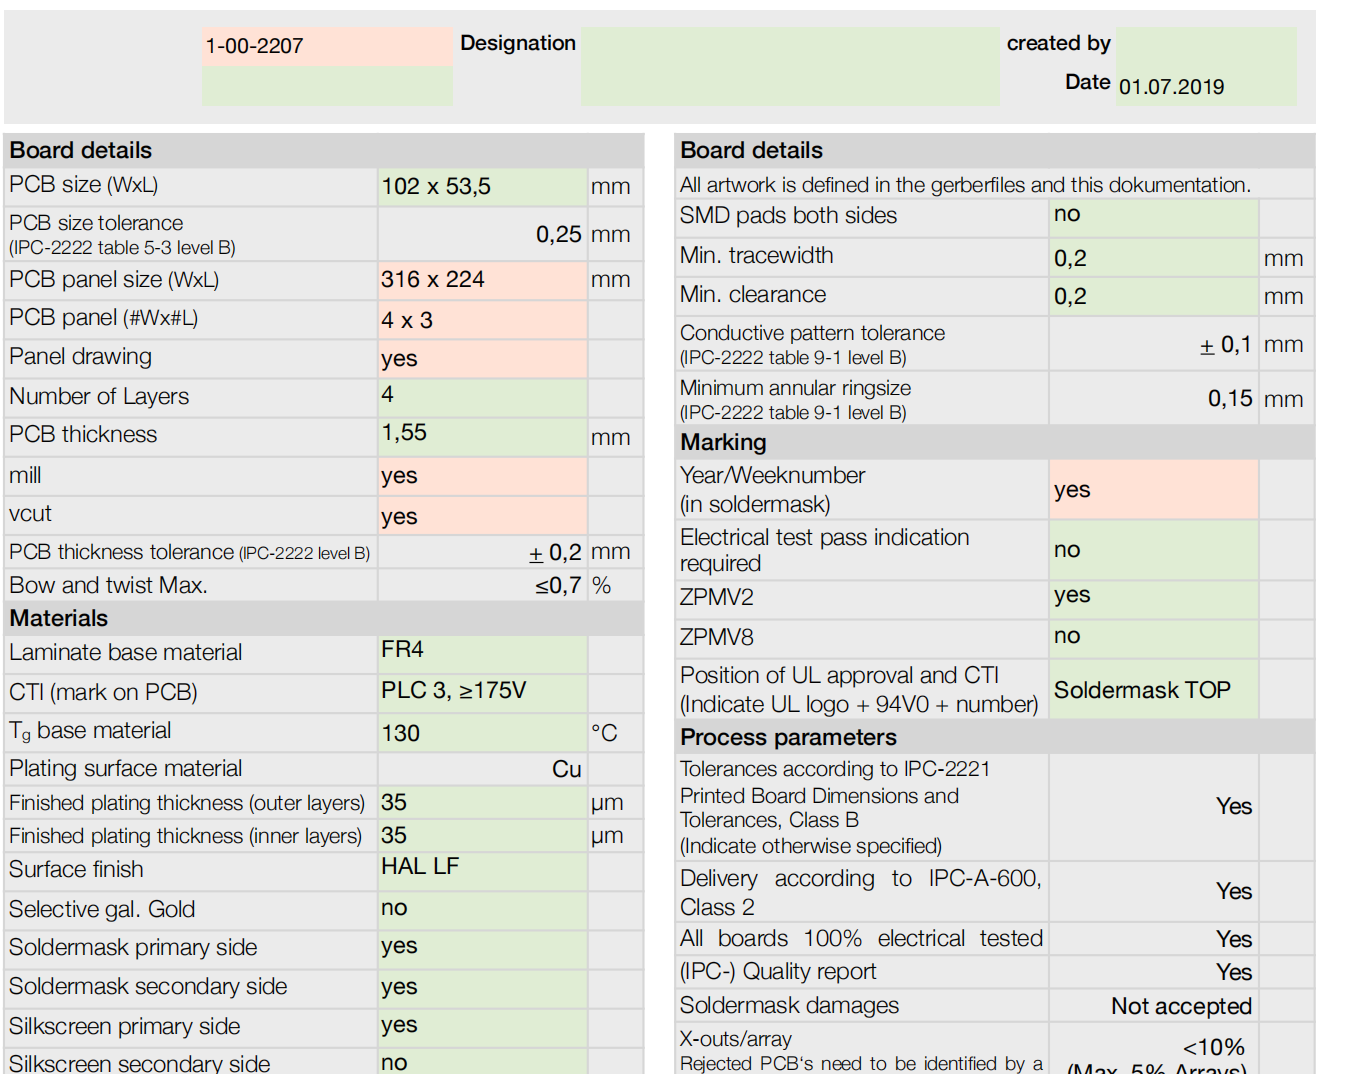 1-00-2207 Designation created by
Date 01.07.2019
Board details
PCB size (WxL) 102 x 53,5 mm
PCB size tolerance
(IPC-2222 table 5-3 level B) 0,25 mm
PCB panel size (WxL) 316 x 224 mm
PCB panel (#Wx#L) 4 x 3
Panel drawing yes
Number of Layers 4
PCB thickness 1,55 mm
mill yes
vcut yes
PCB thickness tolerance (IPC-2222 level B) ± 0,2 mm
Bow and twist Max. ≤0,7 %
Materials
Laminate base material FR4
CTI (mark on PCB) PLC 3, ≥175V
Tg base material 130 °C
Plating surface material Cu
Finished plating thickness (outer layers) 35 µm
Finished plating thickness (inner layers) 35 µm
Surface finish HAL LF
Selective gal. Gold no
Soldermask primary side yes
Soldermask secondary side yes
Silkscreen primary side yes
Silkscreen secondary side no
Board details
All artwork is defined in the gerberfiles and this dokumentation.
SMD pads both sides no
Min. tracewidth 0,2 mm
Min. clearance 0,2 mm
Conductive pattern tolerance
(IPC-2222 table 9-1 level B) ± 0,1 mm
Minimum annular ringsize
(IPC-2222 table 9-1 level B) 0,15 mm
Marking
Year/Weeknumber
(in soldermask) yes
Electrical test pass indication
required no
ZPMV2 yes
ZPMV8 no
Position of UL approval and CTI
(Indicate UL logo + 94V0 + number) Soldermask TOP
Process parameters
Tolerances according to IPC-2221
Printed Board Dimensions and
Tolerances, Class B
(Indicate otherwise specified) Yes
Delivery according to IPC-A-600,
Class 2 Yes
All boards 100% electrical tested Yes
(IPC-) Quality report Yes
Soldermask damages Not accepted
X-outs/array <10%
Rejected PCB's need to be identified by a (Max. 5% Arrays)